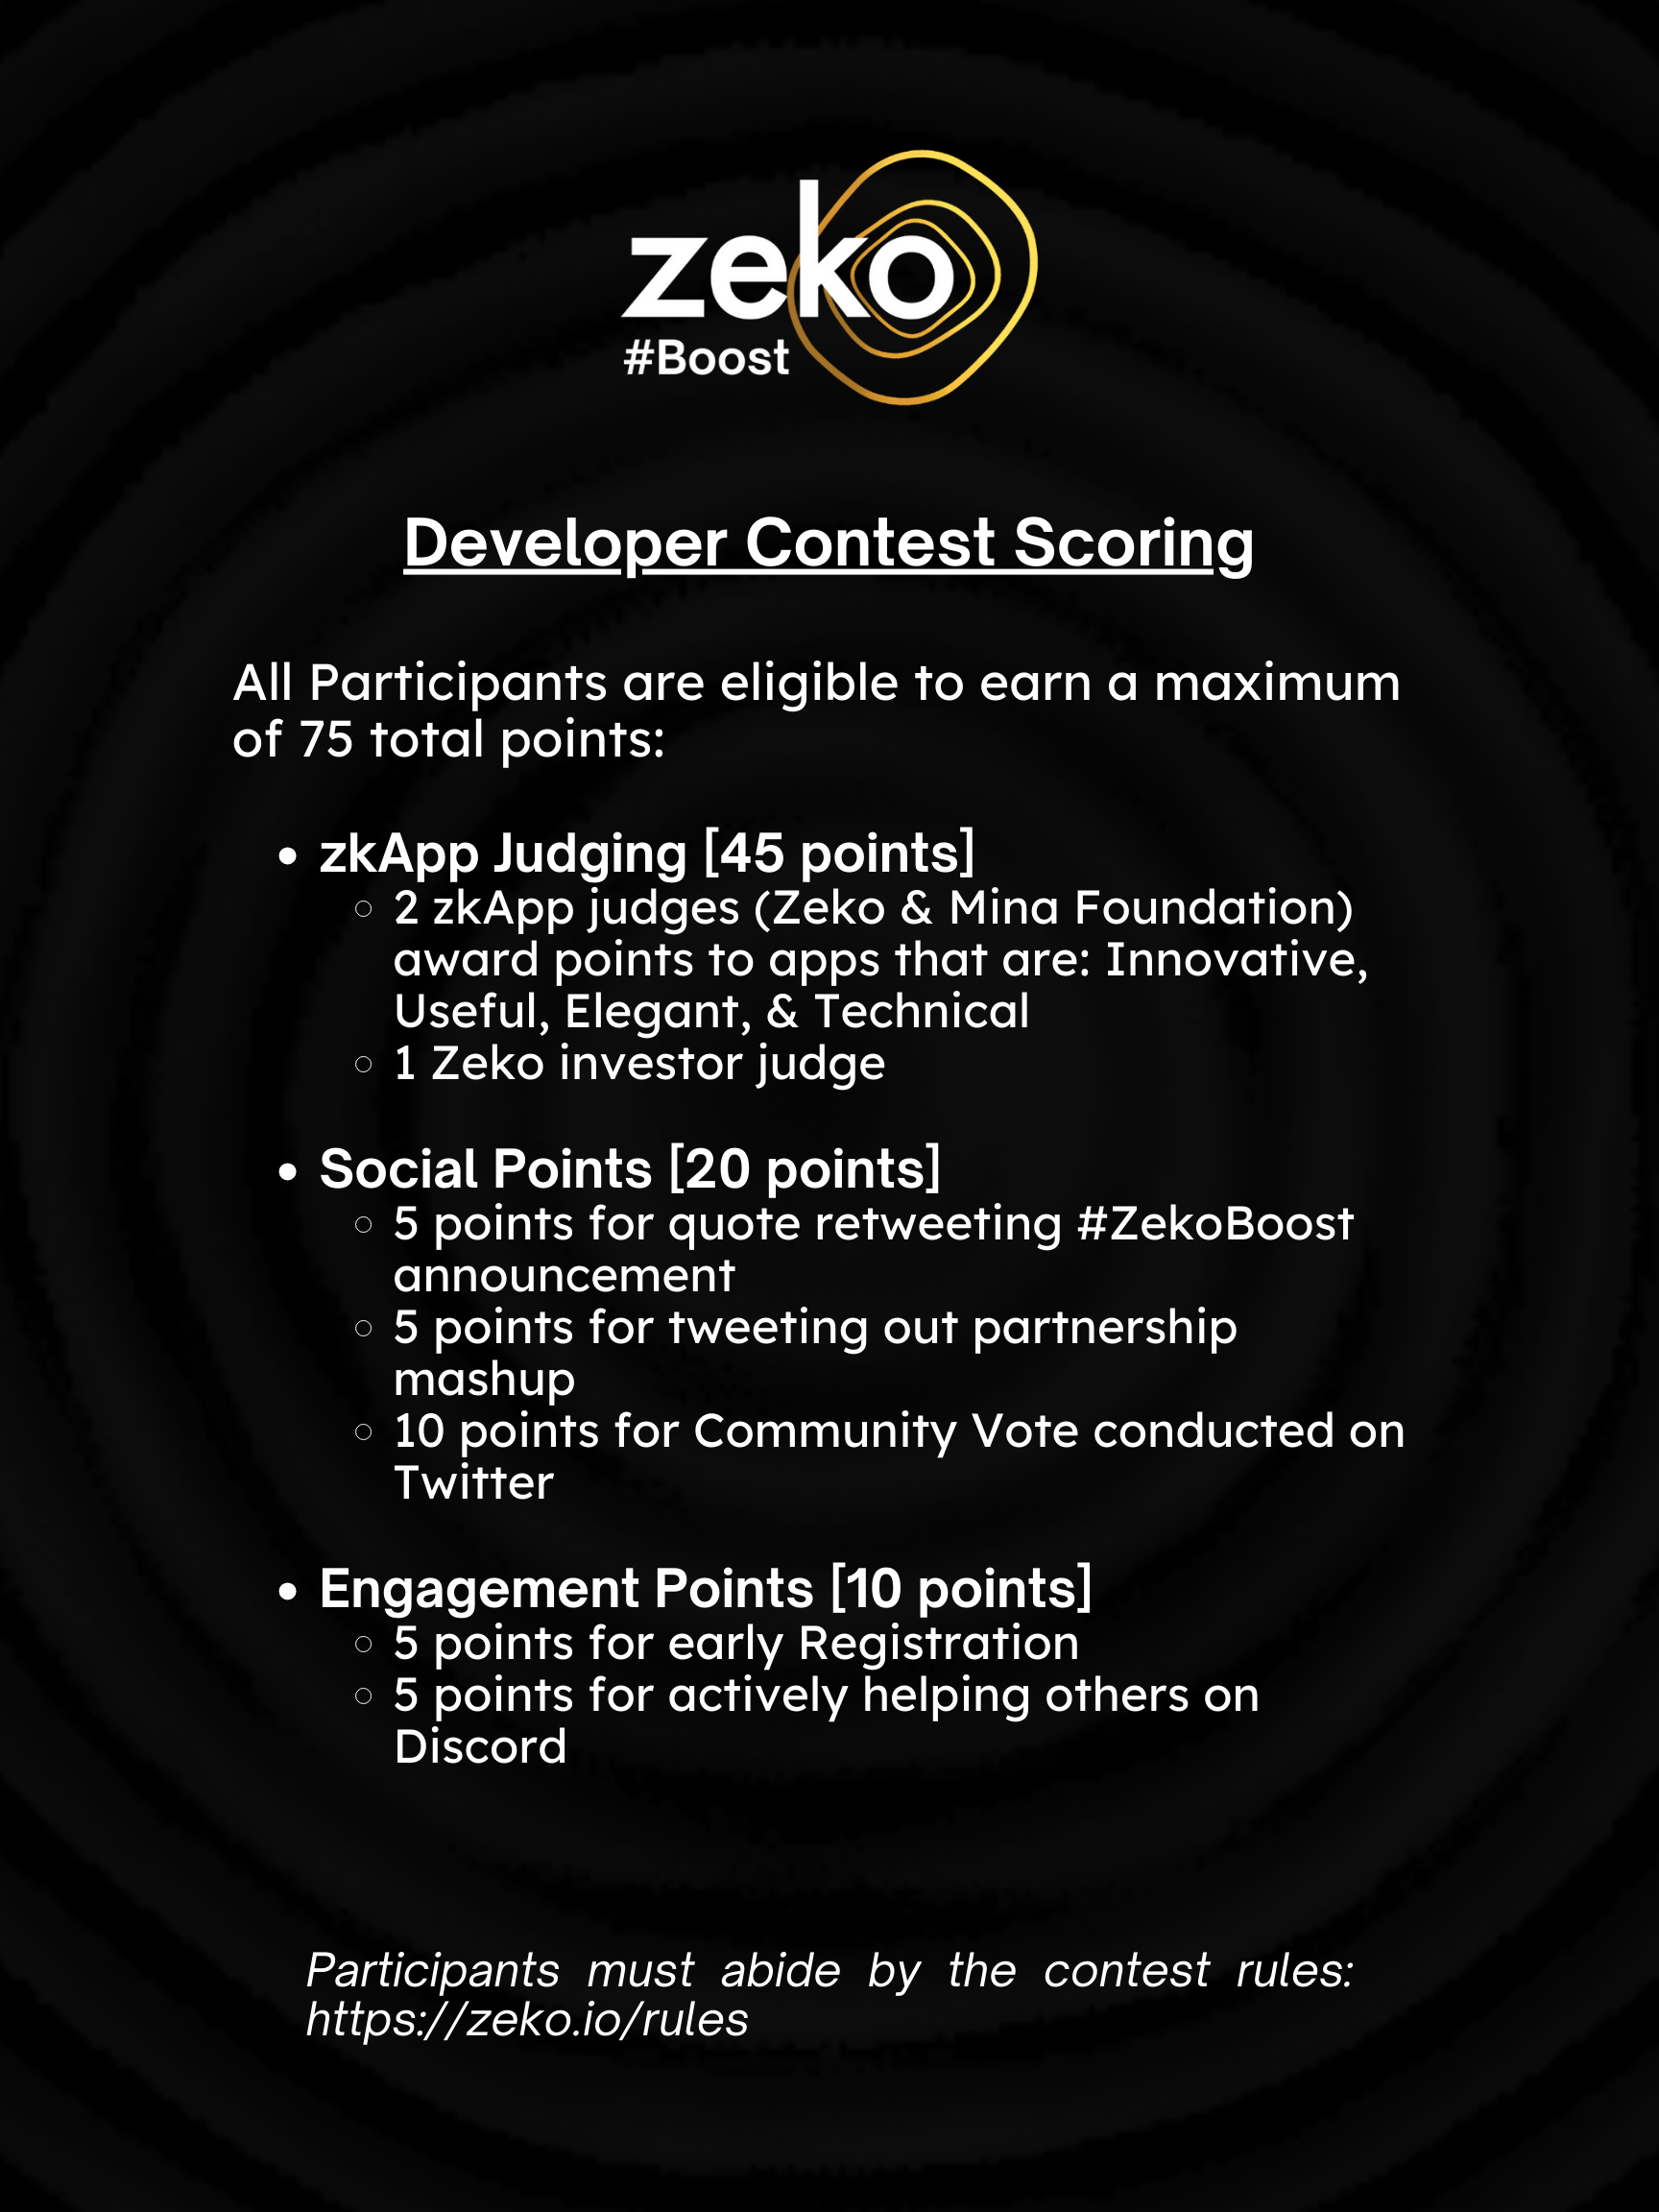 zeko
#Boost
Developer Contest Scoring
All Participants are eligible to earn a maximum
of 75 total points:
• zkApp Judging [45 points]
○ 2 zkApp judges (Zeko & Mina Foundation)
award points to apps that are: Innovative,
Useful, Elegant, & Technical
○ 1 Zeko investor judge
• Social Points [20 points]
○ 5 points for quote retweeting #ZekoBoost
announcement
○ 5 points for tweeting out partnership
mashup
○ 10 points for Community Vote conducted on
Twitter
• Engagement Points [10 points]
○ 5 points for early Registration
○ 5 points for actively helping others on
Discord
Participants must abide by the contest rules:
https://zeko.io/rules